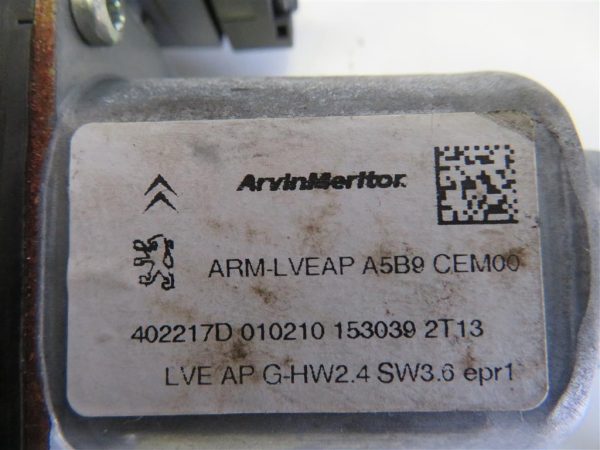 ArvinMeritor
ARM-LVEAP A5B9 CEM00
402217D 010210 153039 2T13
LVE AP G-HW2.4 SW3.6 epr1